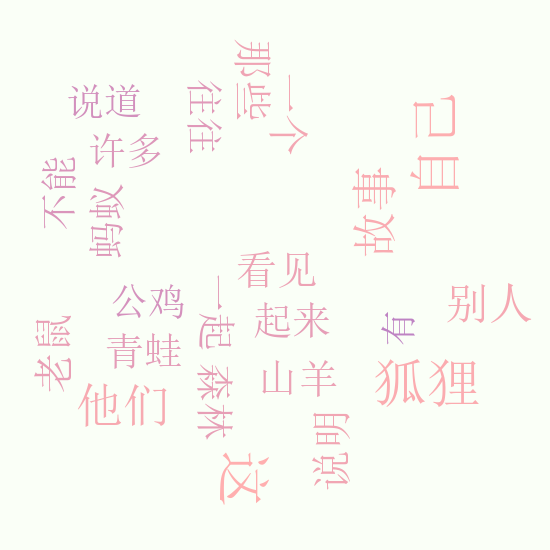 那些
一个
往往
说道
许多
自己
不能
蚂蚁
故事
看见
公鸡
一起
起来
有
别人
老鼠
青蛙
山羊
狐狸
他们
森林
说明
这